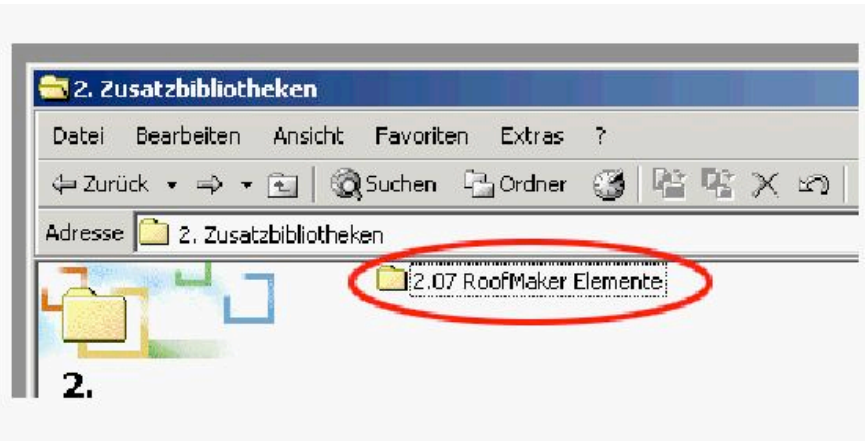 2. Zusatzbibliotheken
Datei Bearbeiten Ansicht Favoriten Extras ?
Zurück Suchen Ordner
Adresse 2. Zusatzbibliotheken
2.07 RoofMaker Elemente
2.